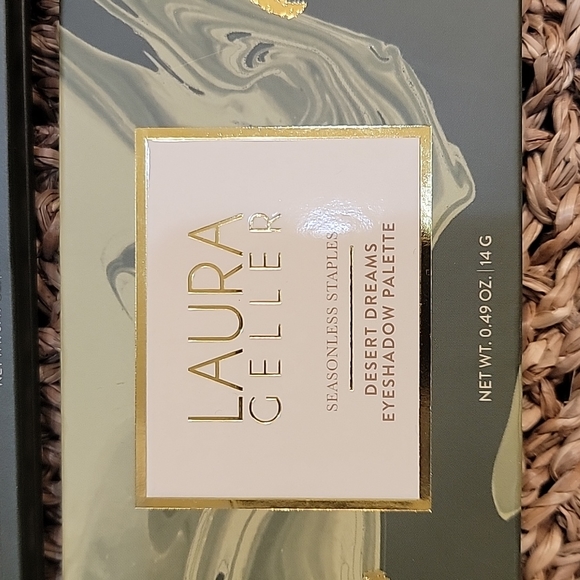 LAURA
GELLER
SEASONLESS STAPLES
DESERT DREAMS
EYESHADOW PALETTE
NET WT. 0.49 OZ. | 14 G